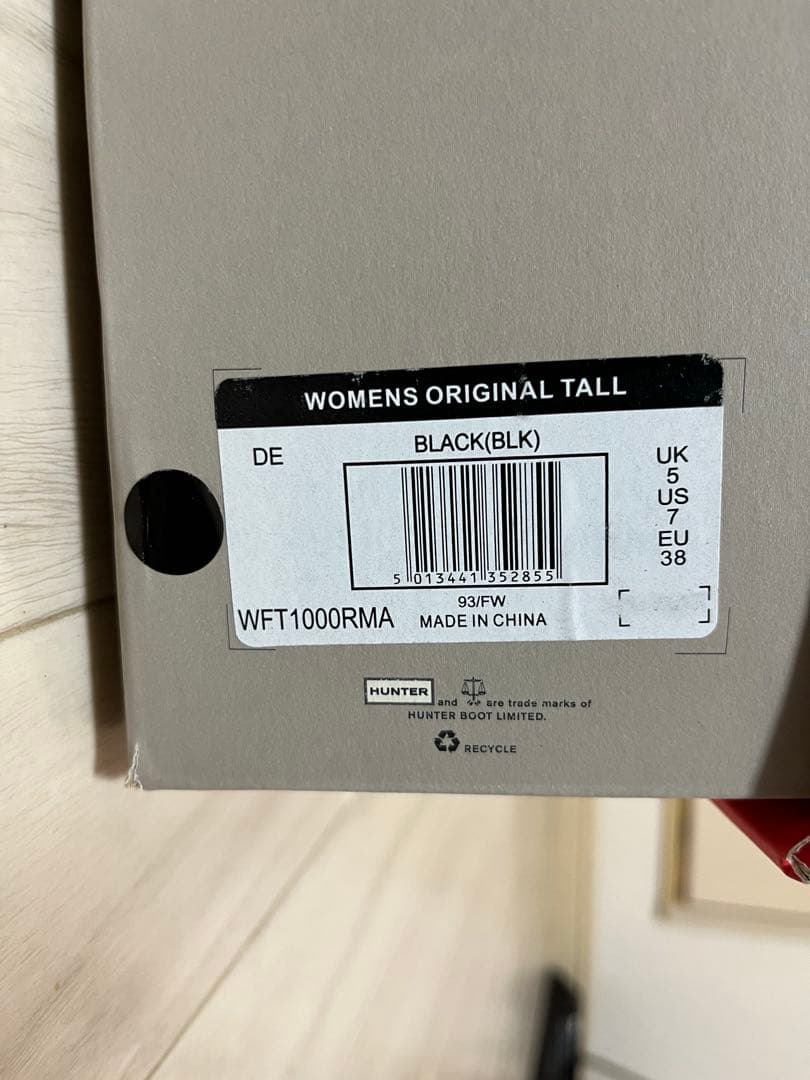 WOMENS ORIGINAL TALL
DE
BLACK(BLK)
UK
5
US
7
EU
38
5 013441 352855
93/FW
WFT1000RMA
MADE IN CHINA
HUNTER and are trade marks of
HUNTER BOOT LIMITED.
RECYCLE